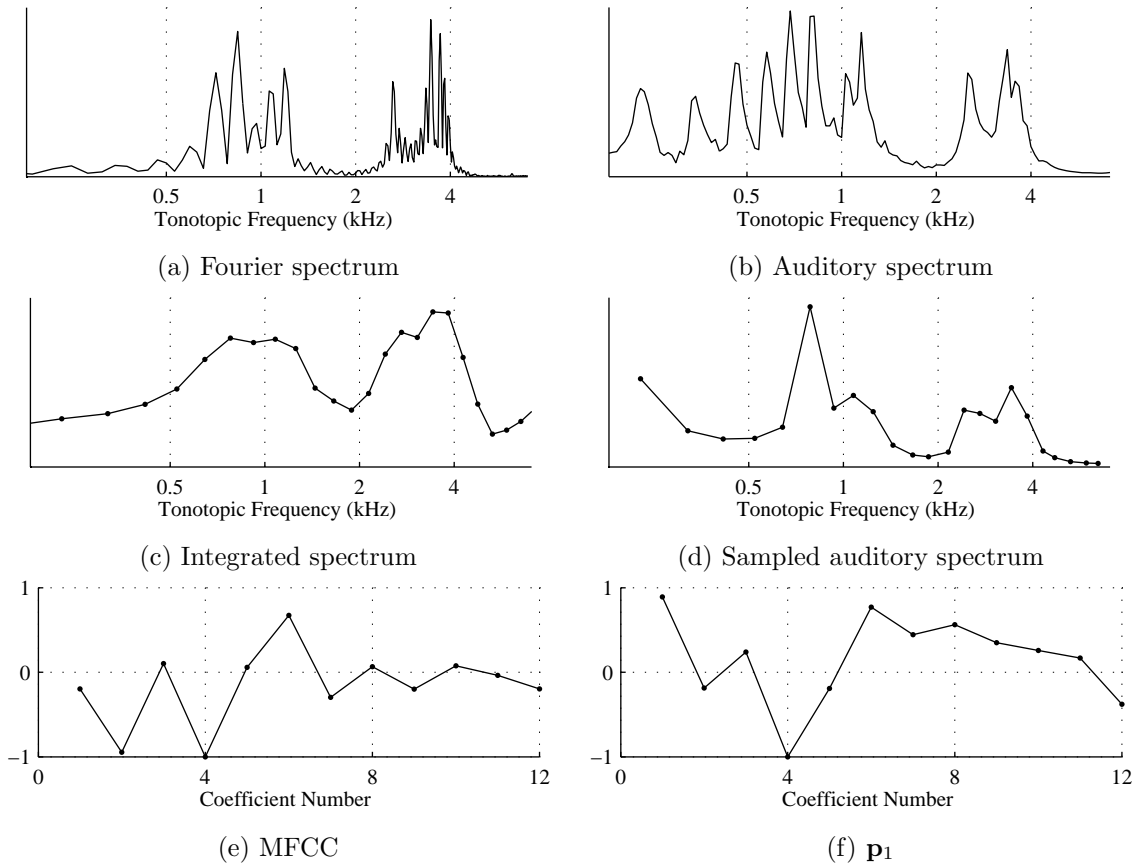 0.5 1 2 4
Tonotopic Frequency (kHz)
(a) Fourier spectrum
0.5 1 2 4
Tonotopic Frequency (kHz)
(b) Auditory spectrum
0.5 1 2 4
Tonotopic Frequency (kHz)
(c) Integrated spectrum
0.5 1 2 4
Tonotopic Frequency (kHz)
(d) Sampled auditory spectrum
1
0
−1
0 4 8 12
Coefficient Number
(e) MFCC
1
0
−1
0 4 8 12
Coefficient Number
(f) p₁